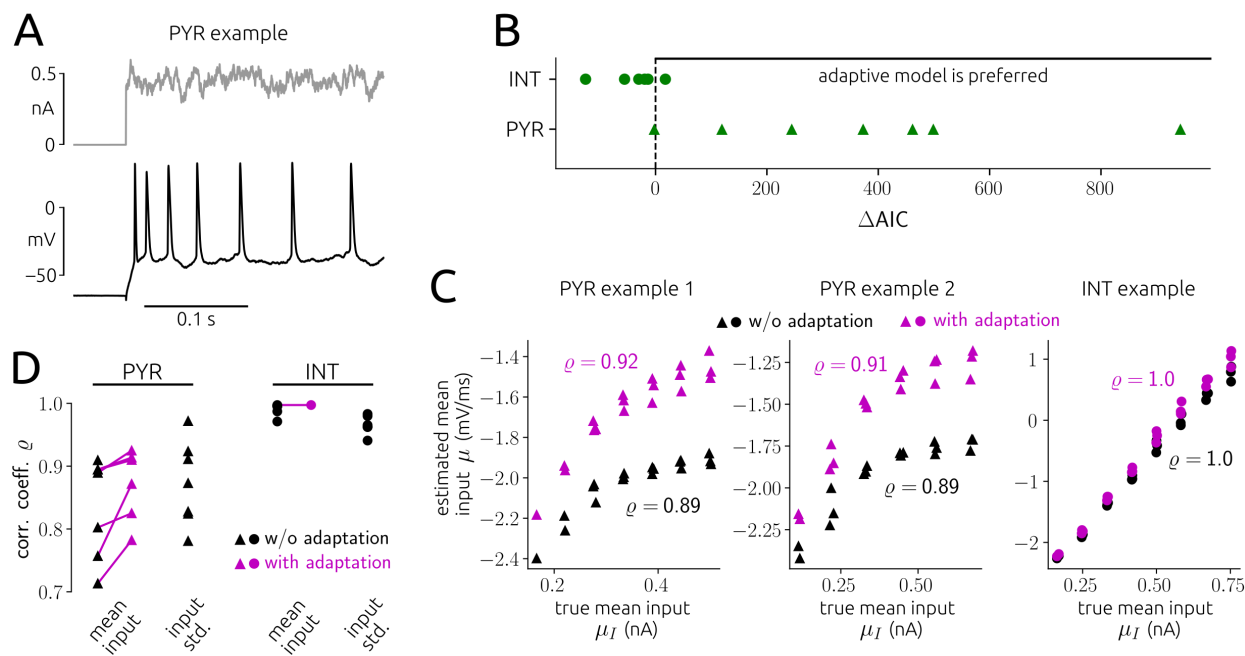 A
PYR example
0.5
nA
0
0
mV
−50
0.1 s
B
INT
adaptive model is preferred
PYR
0
200
400
600
800
ΔAIC
C
PYR example 1
PYR example 2
INT example
w/o adaptation
with adaptation
estimated mean
input μ (mV/ms)
−1.4
−1.6
−1.8
−2.0
−2.2
−2.4
ϱ = 0.92
ϱ = 0.89
0.2
0.4
true mean input
μI (nA)
−1.25
−1.50
−1.75
−2.00
−2.25
ϱ = 0.91
ϱ = 0.89
0.25
0.50
true mean input
μI (nA)
1
0
−1
−2
ϱ = 1.0
ϱ = 1.0
0.25
0.50
0.75
true mean input
μI (nA)
D
PYR
INT
corr. coeff. ϱ
1.0
0.9
0.8
0.7
w/o adaptation
with adaptation
mean
input
input
std.
mean
input
input
std.